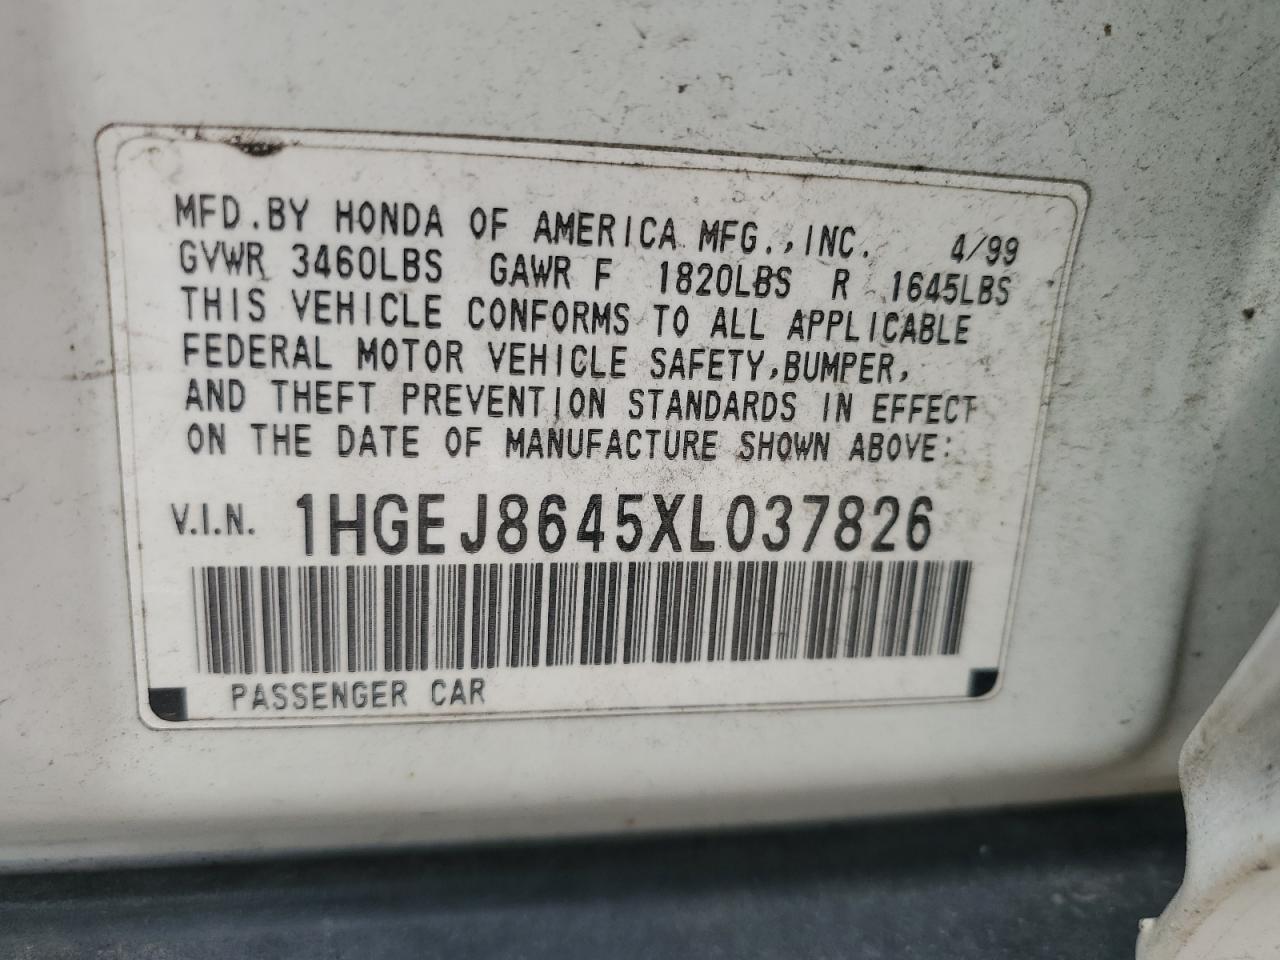 MFD.BY HONDA OF AMERICA MFG.,INC. 4/99
GVWR 3460LBS GAWR F 1820LBS R 1645LBS
THIS VEHICLE CONFORMS TO ALL APPLICABLE
FEDERAL MOTOR VEHICLE SAFETY,BUMPER,
AND THEFT PREVENTION STANDARDS IN EFFECT
ON THE DATE OF MANUFACTURE SHOWN ABOVE:
V.I.N. 1HGEJ8645XL037826
PASSENGER CAR